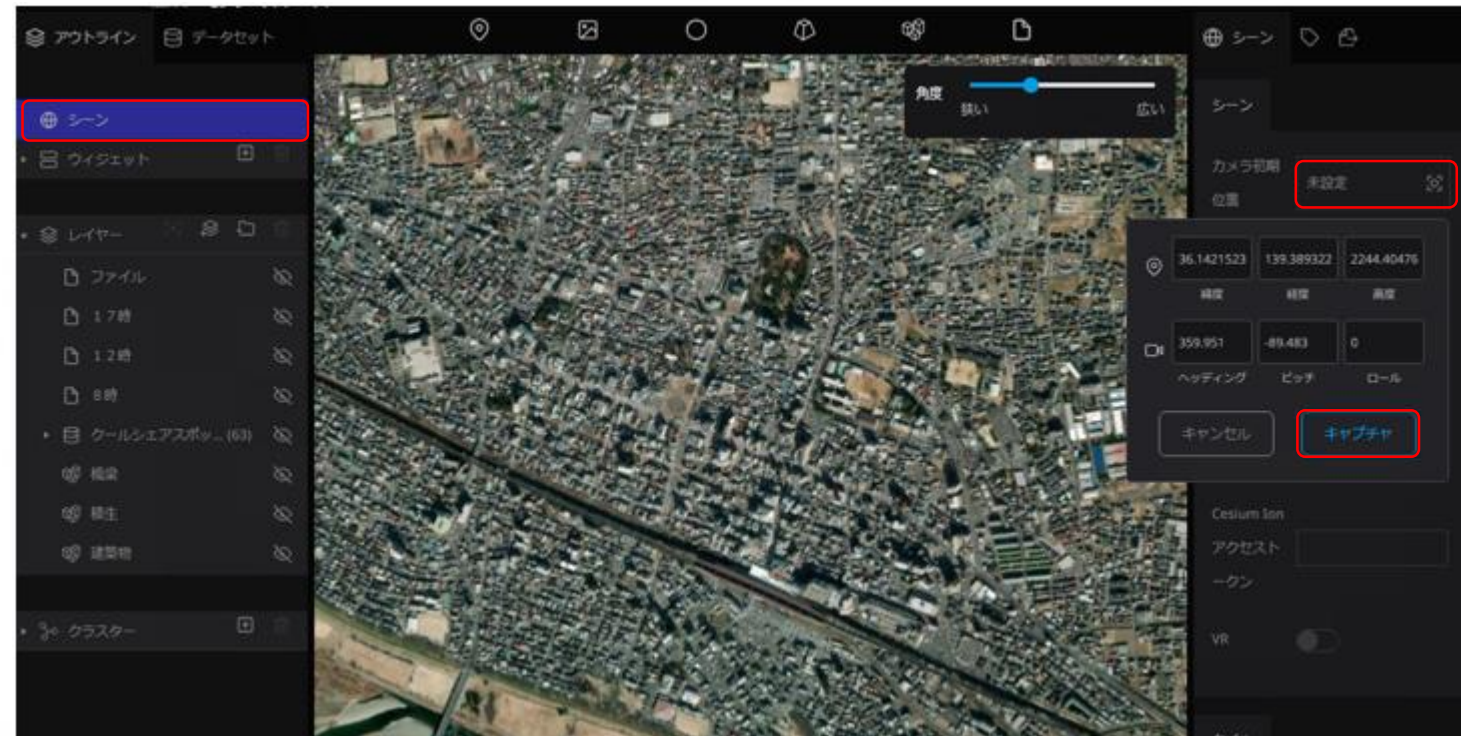 アウトライン
データセット
シーン
ウィジェット
レイヤー
ファイル
17時
12時
8時
クールシェアスポッ... (63)
橋梁
植生
建築物
クラスター
角度
狭い
広い
シーン
シーン
カメラ初期
位置
未設定
36.1421523
139.389322
2244.40476
緯度
経度
高度
359.951
-89.483
0
ヘッディング
ピッチ
ロール
キャンセル
キャプチャ
Cesium Ion
アクセスト
ークン
VR